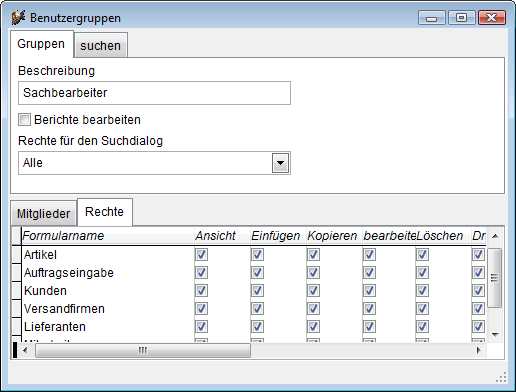 Benutzergruppen
Gruppen suchen
Beschreibung
Sachbearbeiter
Berichte bearbeiten
Rechte für den Suchdialog
Alle
Mitglieder Rechte
Formularname Ansicht Einfügen Kopieren bearbeite Löschen Dr
Artikel
Auftragseingabe
Kunden
Versandfirmen
Lieferanten